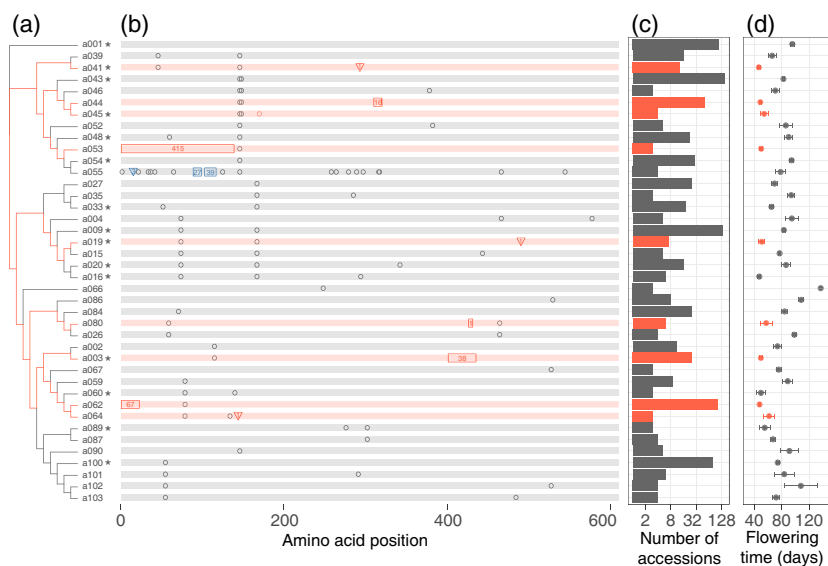 (a) (b) (c) (d)
a001★
a039
a041★
a043★
a046
a044 16
a045★
a052
a048★
a053 415
a054★
a055 27 39
a027
a035
a033★
a004
a009★
a019★
a015
a020★
a016★
a066
a086
a084
a080
a026
a002
a003★ 38
a067
a059
a060★
a062 67
a064
a089★
a087
a090
a100★
a101
a102
a103
0 200 400 600 2 8 32 128 40 80 120
Amino acid position Number of accessions Flowering time (days)